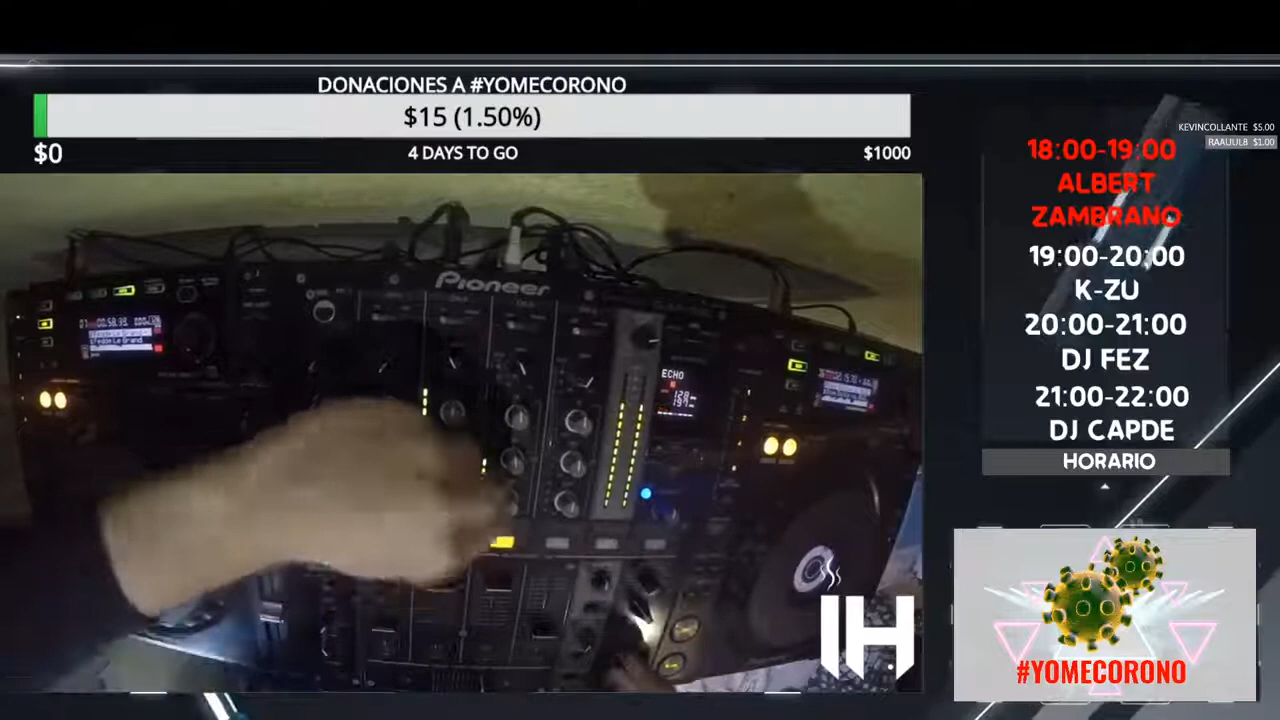 DONACIONES A #YOMECORONO
$15 (1.50%)
$0
4 DAYS TO GO
$1000
KEVINCOLLANTE $5.00
RAAUULB $1.00
18:00-19:00
ALBERT
ZAMBRANO
19:00-20:00
K-ZU
20:00-21:00
DJ FEZ
21:00-22:00
DJ CAPDE
HORARIO
Pioneer
ECHO
IH
#YOMECORONO